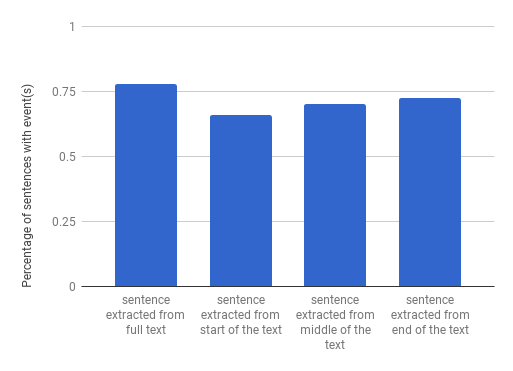 Percentage of sentences with event(s)
1
0.75
0.5
0.25
0
sentence
extracted from
full text
sentence
extracted from
start of the text
sentence
extracted from
middle of the
text
sentence
extracted from
end of the text